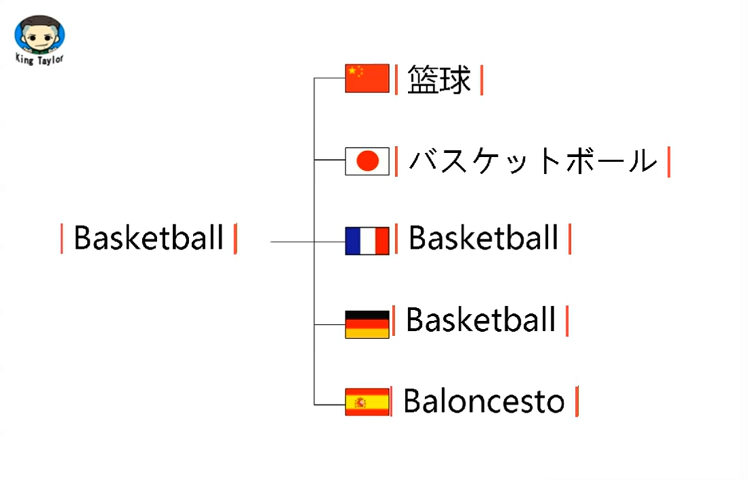 King Taylor
篮球
バスケットボール
Basketball
Basketball
Basketball
Baloncesto